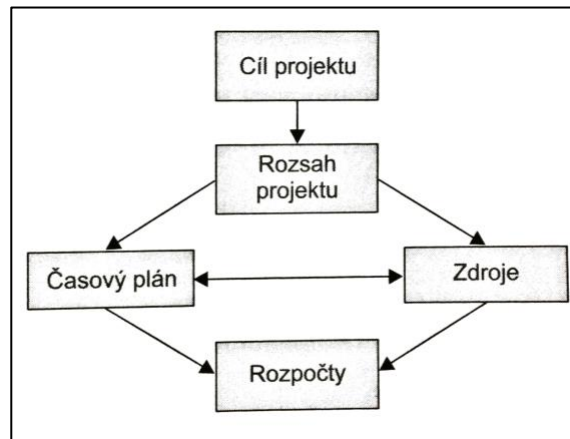 Cíl projektu
Rozsah
projektu
Časový plán
Zdroje
Rozpočty